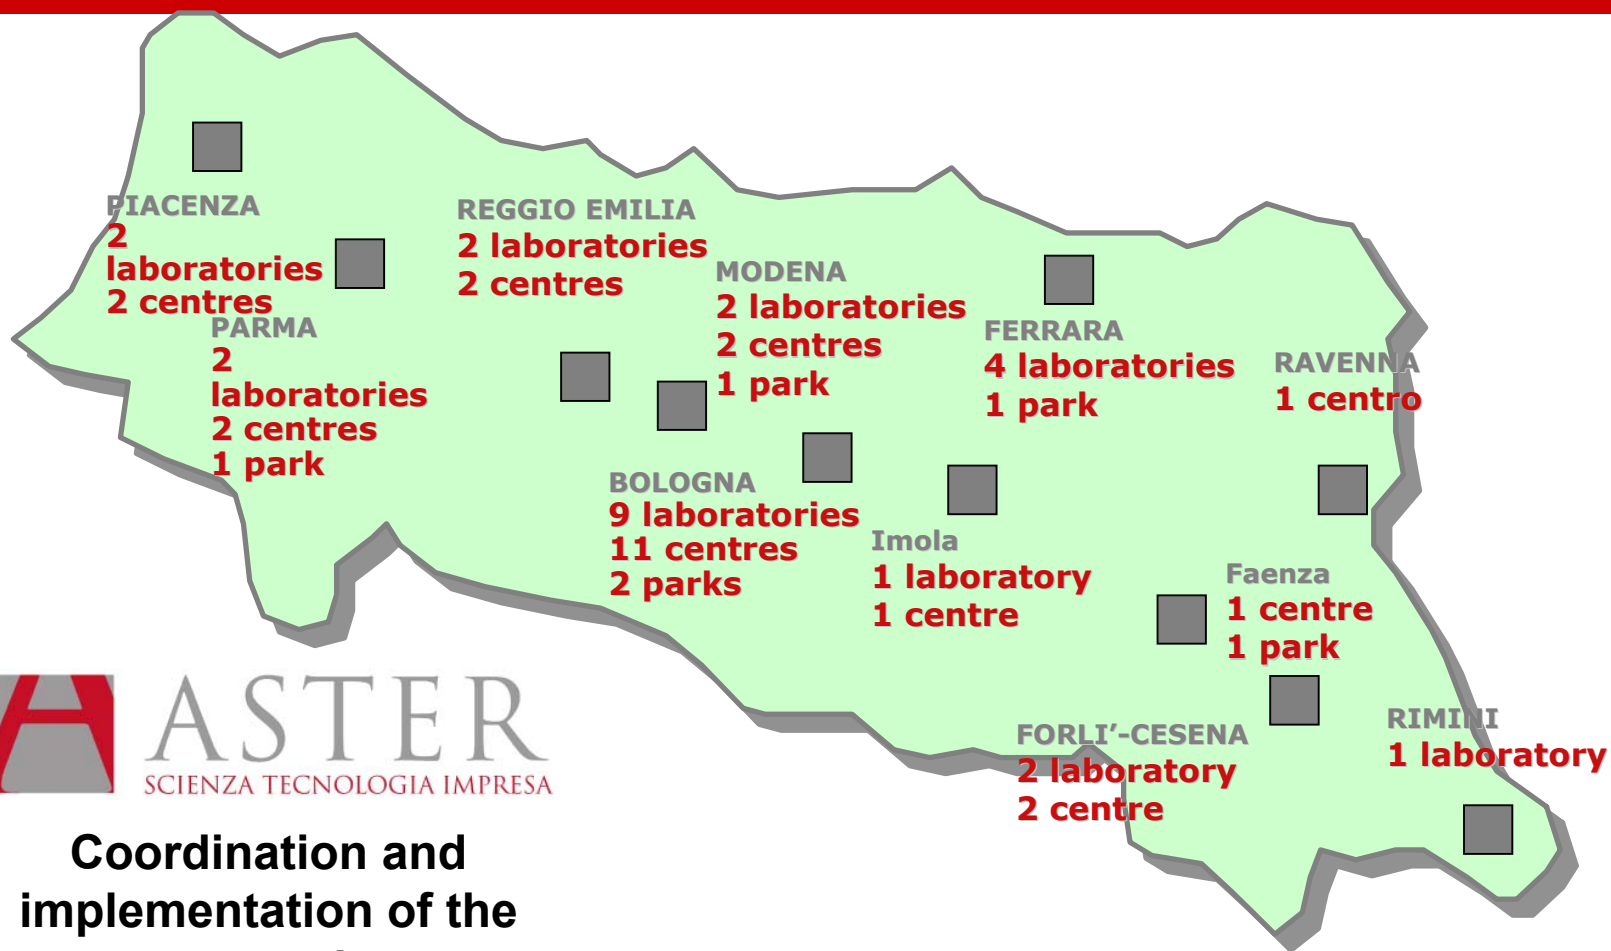 PIACENZA
2
laboratories
2 centres
PARMA
2
laboratories
2 centres
1 park
REGGIO EMILIA
2 laboratories
2 centres
MODENA
2 laboratories
2 centres
1 park
BOLOGNA
9 laboratories
11 centres
2 parks
FERRARA
4 laboratories
1 park
Imola
1 laboratory
1 centre
RAVENNA
1 centro
Faenza
1 centre
1 park
FORLI’-CESENA
2 laboratory
2 centre
RIMINI
1 laboratory
ASTER
SCIENZA TECNOLOGIA IMPRESA
Coordination and
implementation of the